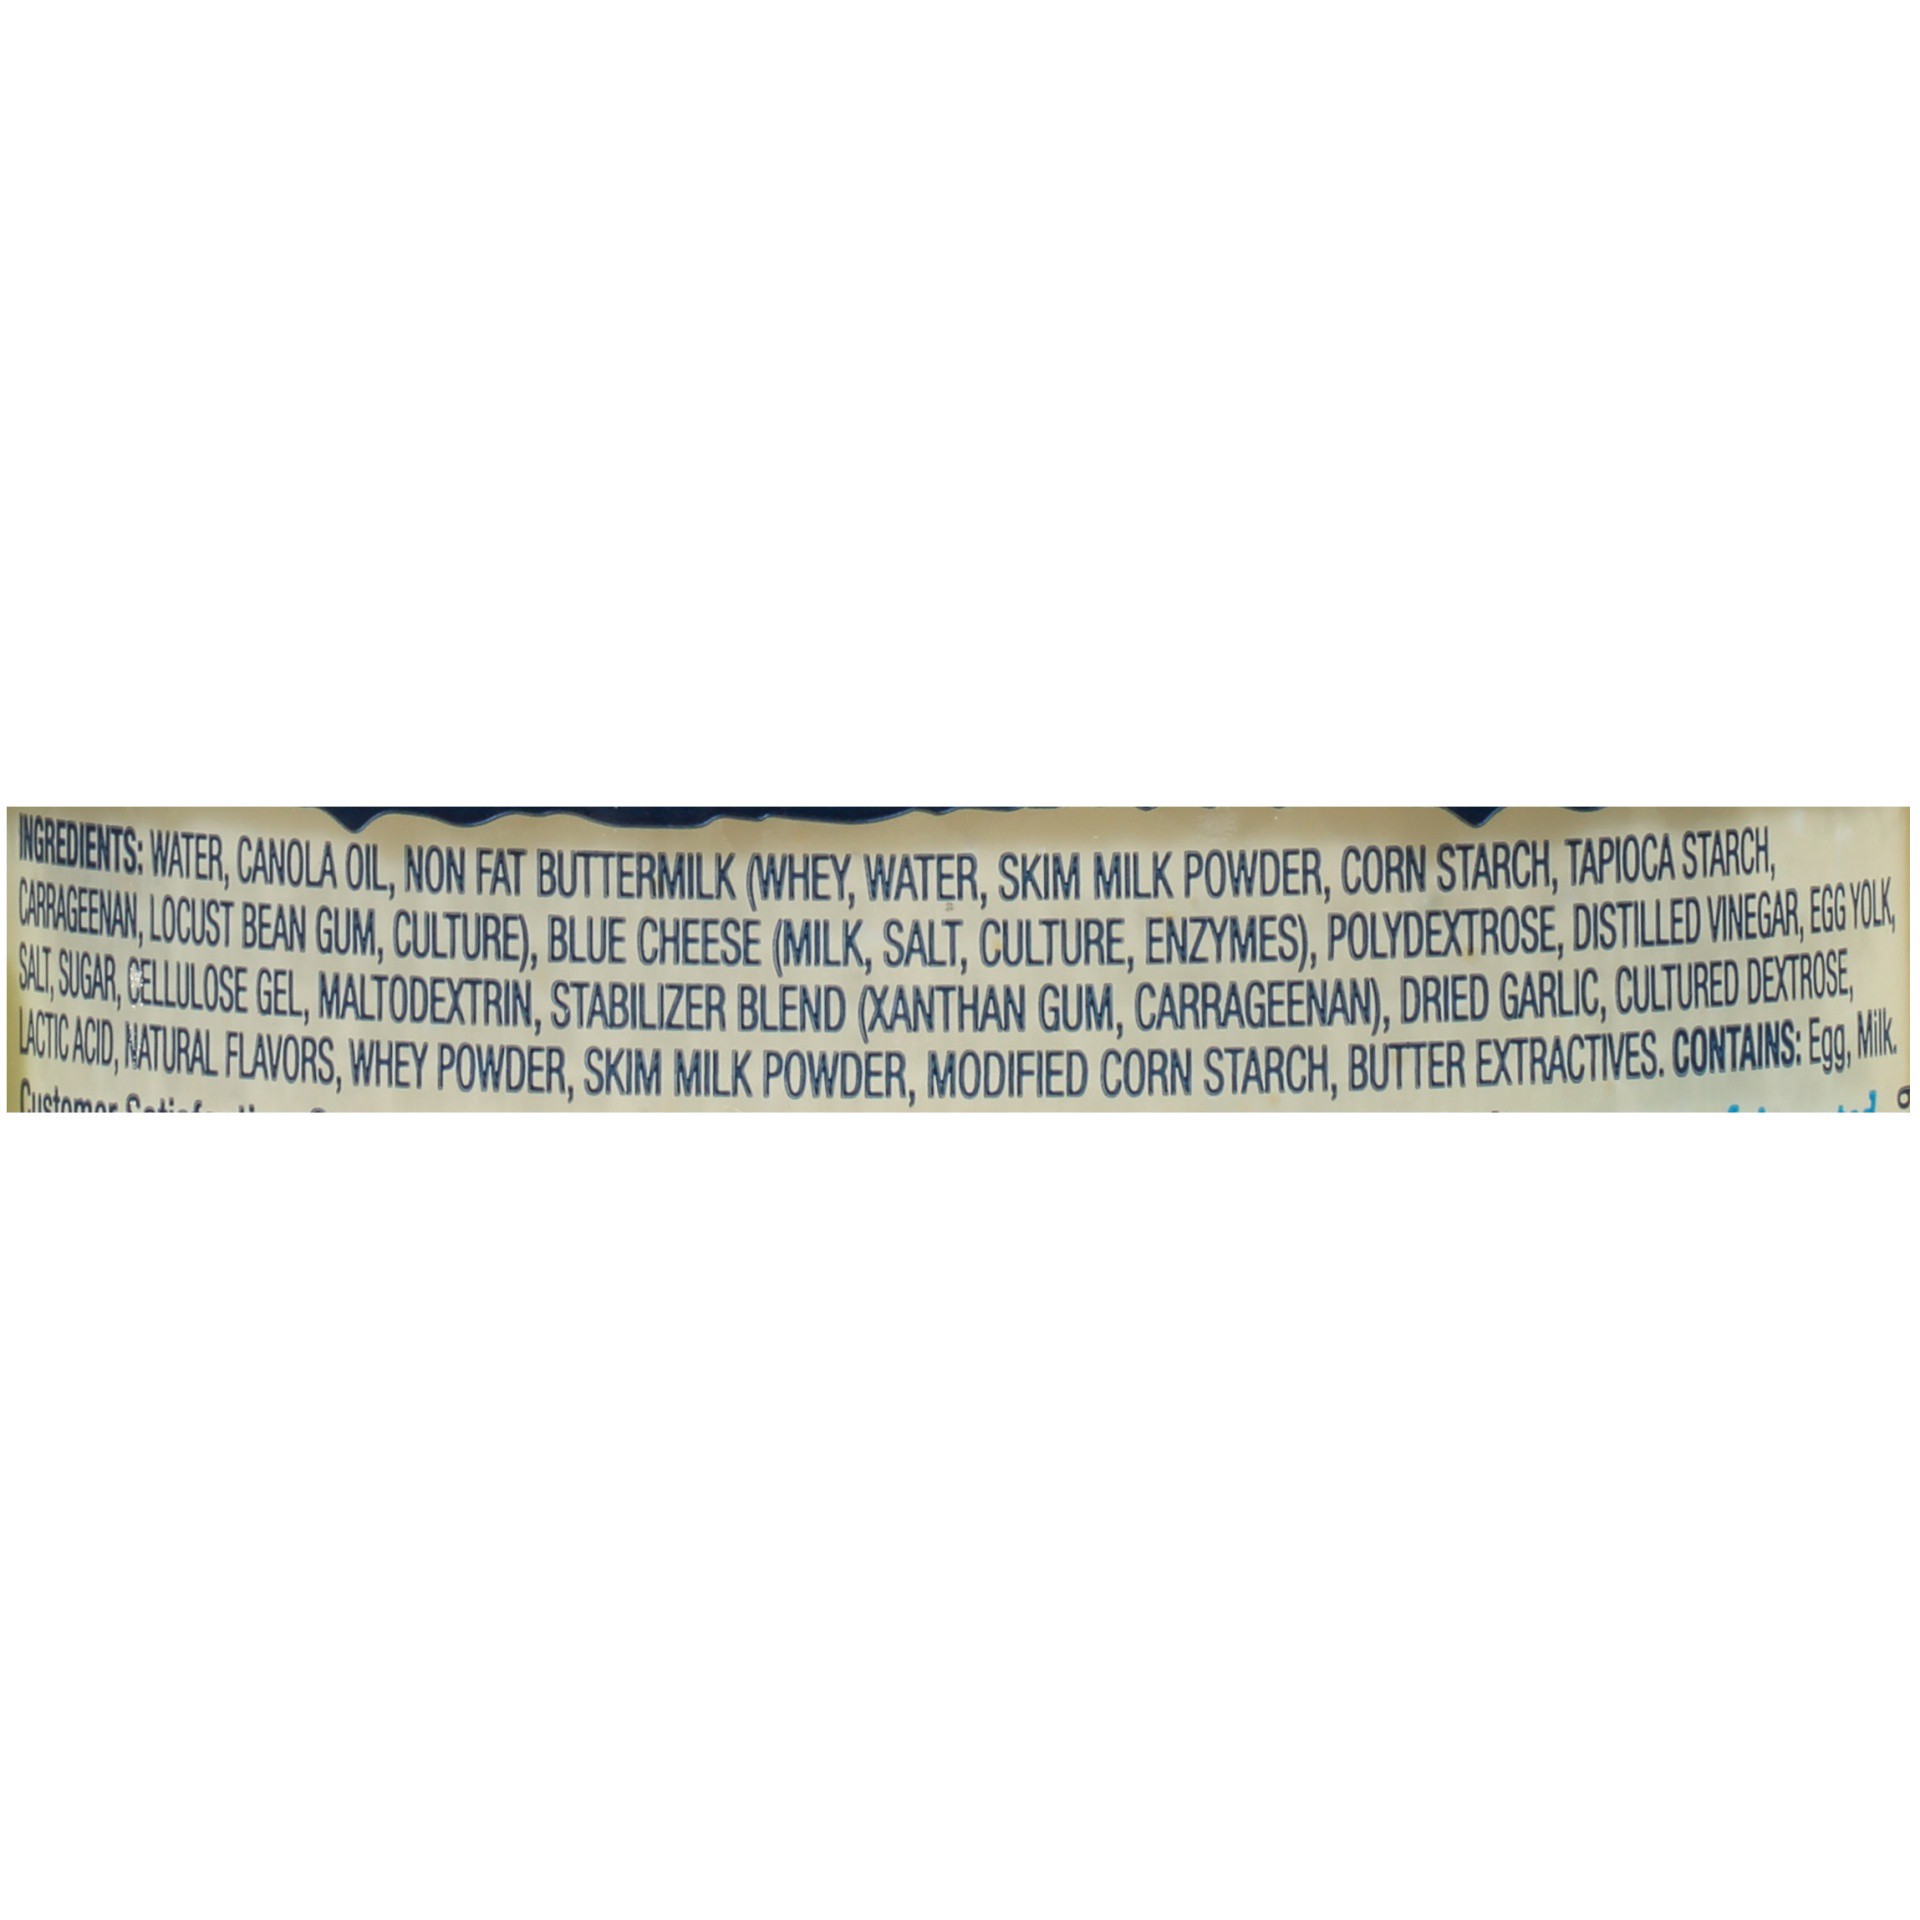 INGREDIENTS: WATER, CANOLA OIL, NON FAT BUTTERMILK (WHEY, WATER, SKIM MILK POWDER, CORN STARCH, TAPIOCA STARCH,
CARRAGEENAN, LOCUST BEAN GUM, CULTURE), BLUE CHEESE (MILK, SALT, CULTURE, ENZYMES), POLYDEXTROSE, DISTILLED VINEGAR, EGG YOLK,
SALT, SUGAR, CELLULOSE GEL, MALTODEXTRIN, STABILIZER BLEND (XANTHAN GUM, CARRAGEENAN), DRIED GARLIC, CULTURED DEXTROSE,
LACTIC ACID, NATURAL FLAVORS, WHEY POWDER, SKIM MILK POWDER, MODIFIED CORN STARCH, BUTTER EXTRACTIVES. CONTAINS: Egg, Milk.
Customer